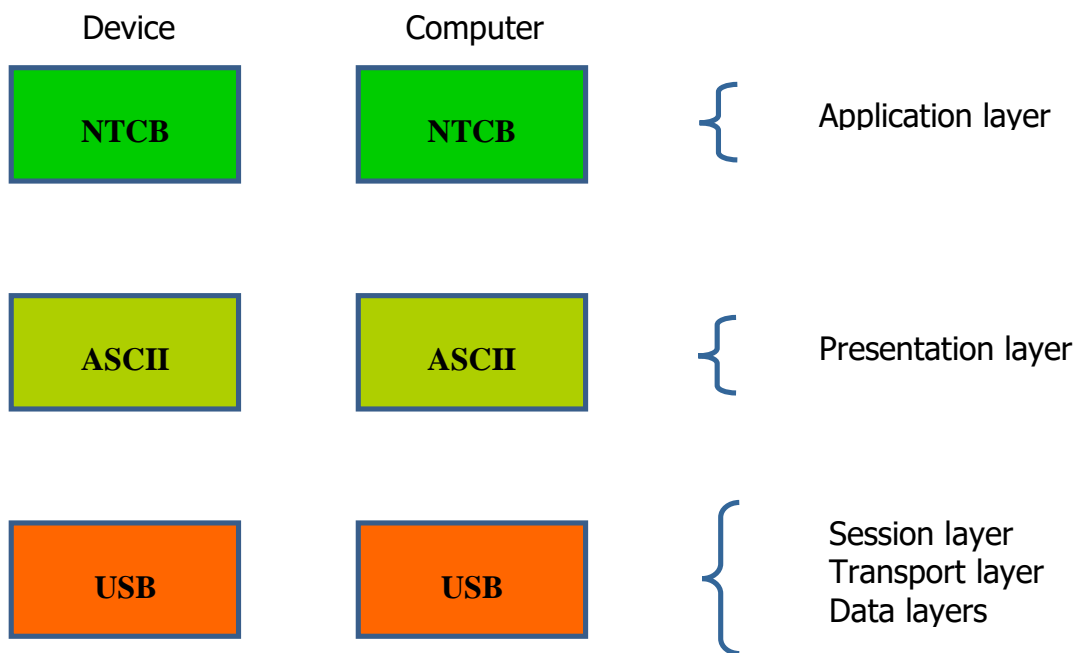 Device Computer
NTCB NTCB Application layer
ASCII ASCII Presentation layer
Session layer
Transport layer
USB USB
Data layers